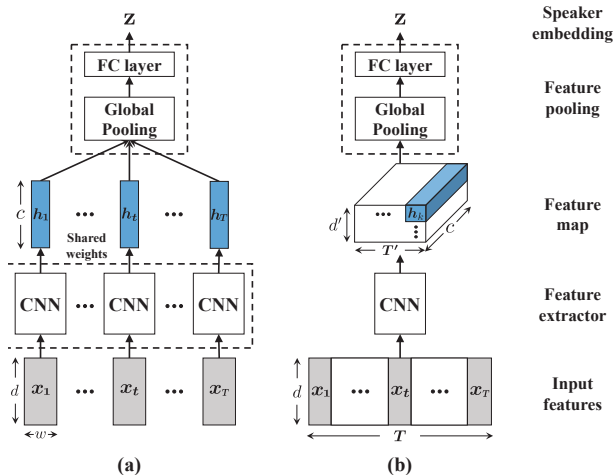 z
z
Speaker
embedding
FC layer
FC layer
Global
Pooling
Global
Pooling
Feature
pooling
c
h1
...
ht
...
hT
Shared
weights
d′
...
hk
...
T′
c
Feature
map
CNN
...
CNN
...
CNN
CNN
Feature
extractor
d
x1
...
xt
...
xT
w
d
x1
...
xt
...
xT
T
Input
features
(a)
(b)